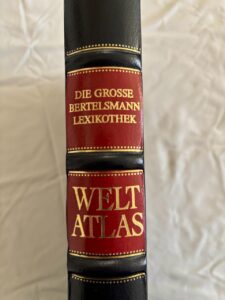 DIE GROSSE
BERTELSMANN
LEXIKOTHEK
WELT
ATLAS